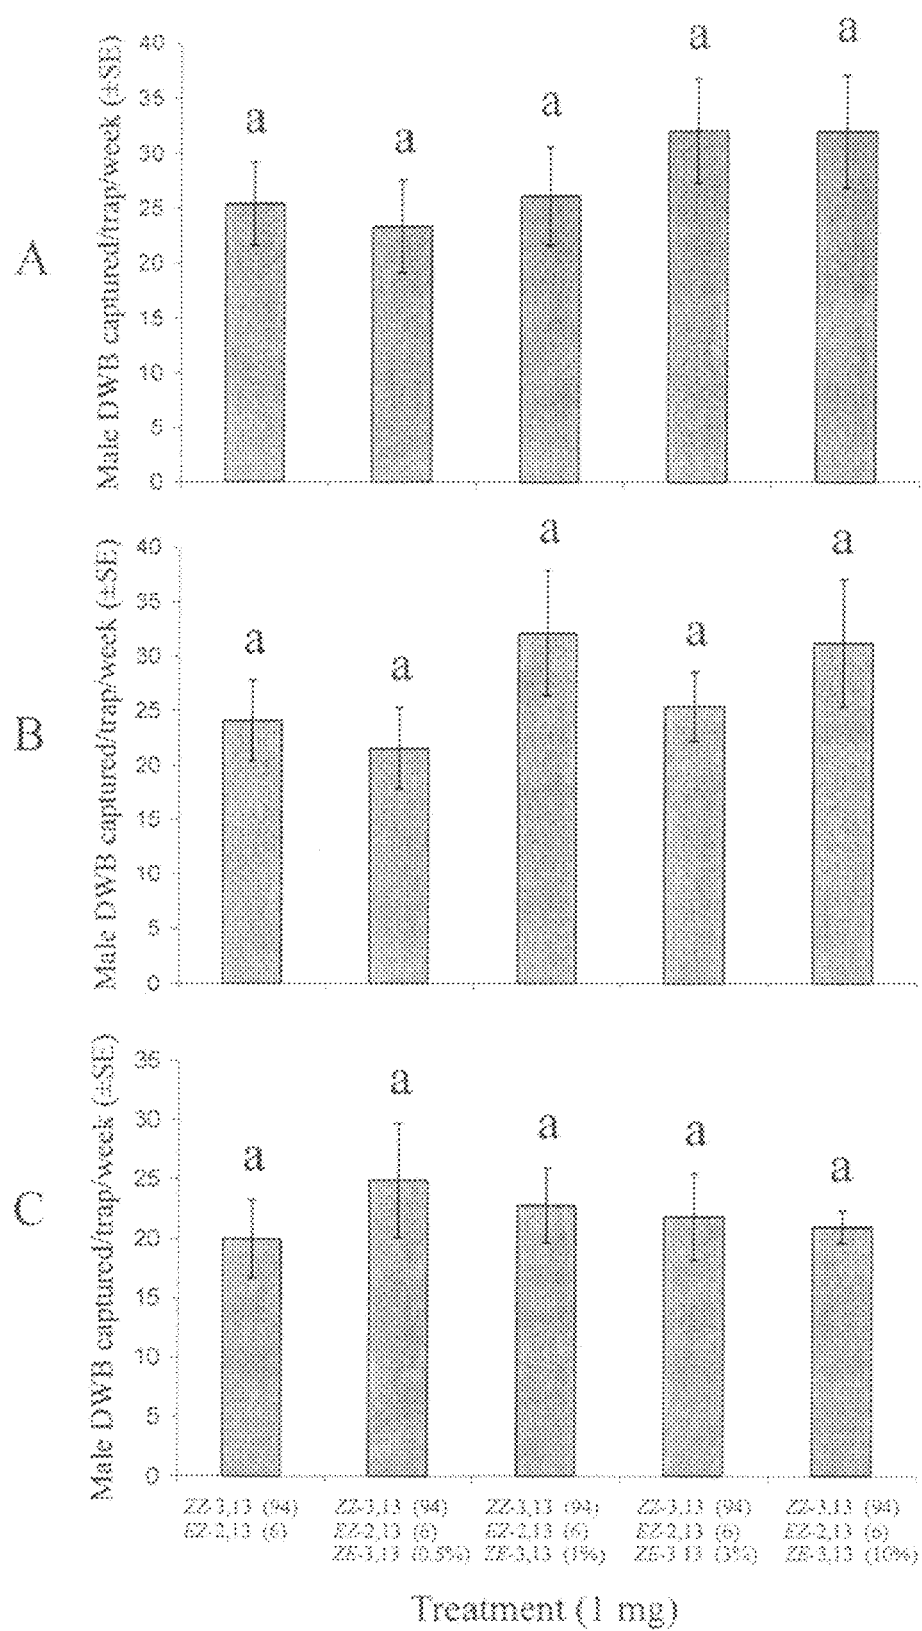 A
Male DWB captured/trap/week (±SE)
40
35
30
25
20
15
10
5
0
a
a
a
a
a
B
Male DWB captured/trap/week (±SE)
40
35
30
25
20
15
10
5
0
a
a
a
a
a
C
Male DWB captured/trap/week (±SE)
35
30
25
20
15
10
5
0
a
a
a
a
a
ZZ-3,13 (94)
EZ-2,13 (6)
ZZ-3,13 (94)
EZ-2,13 (6)
ZE-3,13 (0.5%)
ZZ-3,13 (94)
EZ-2,13 (6)
ZE-3,13 (1%)
ZZ-3,13 (94)
EZ-2,13 (6)
ZE-3,13
ZZ-3,13 (94)
EZ-2,13 (6)
ZE-3,13 (10%)
Treatment (1 mg)